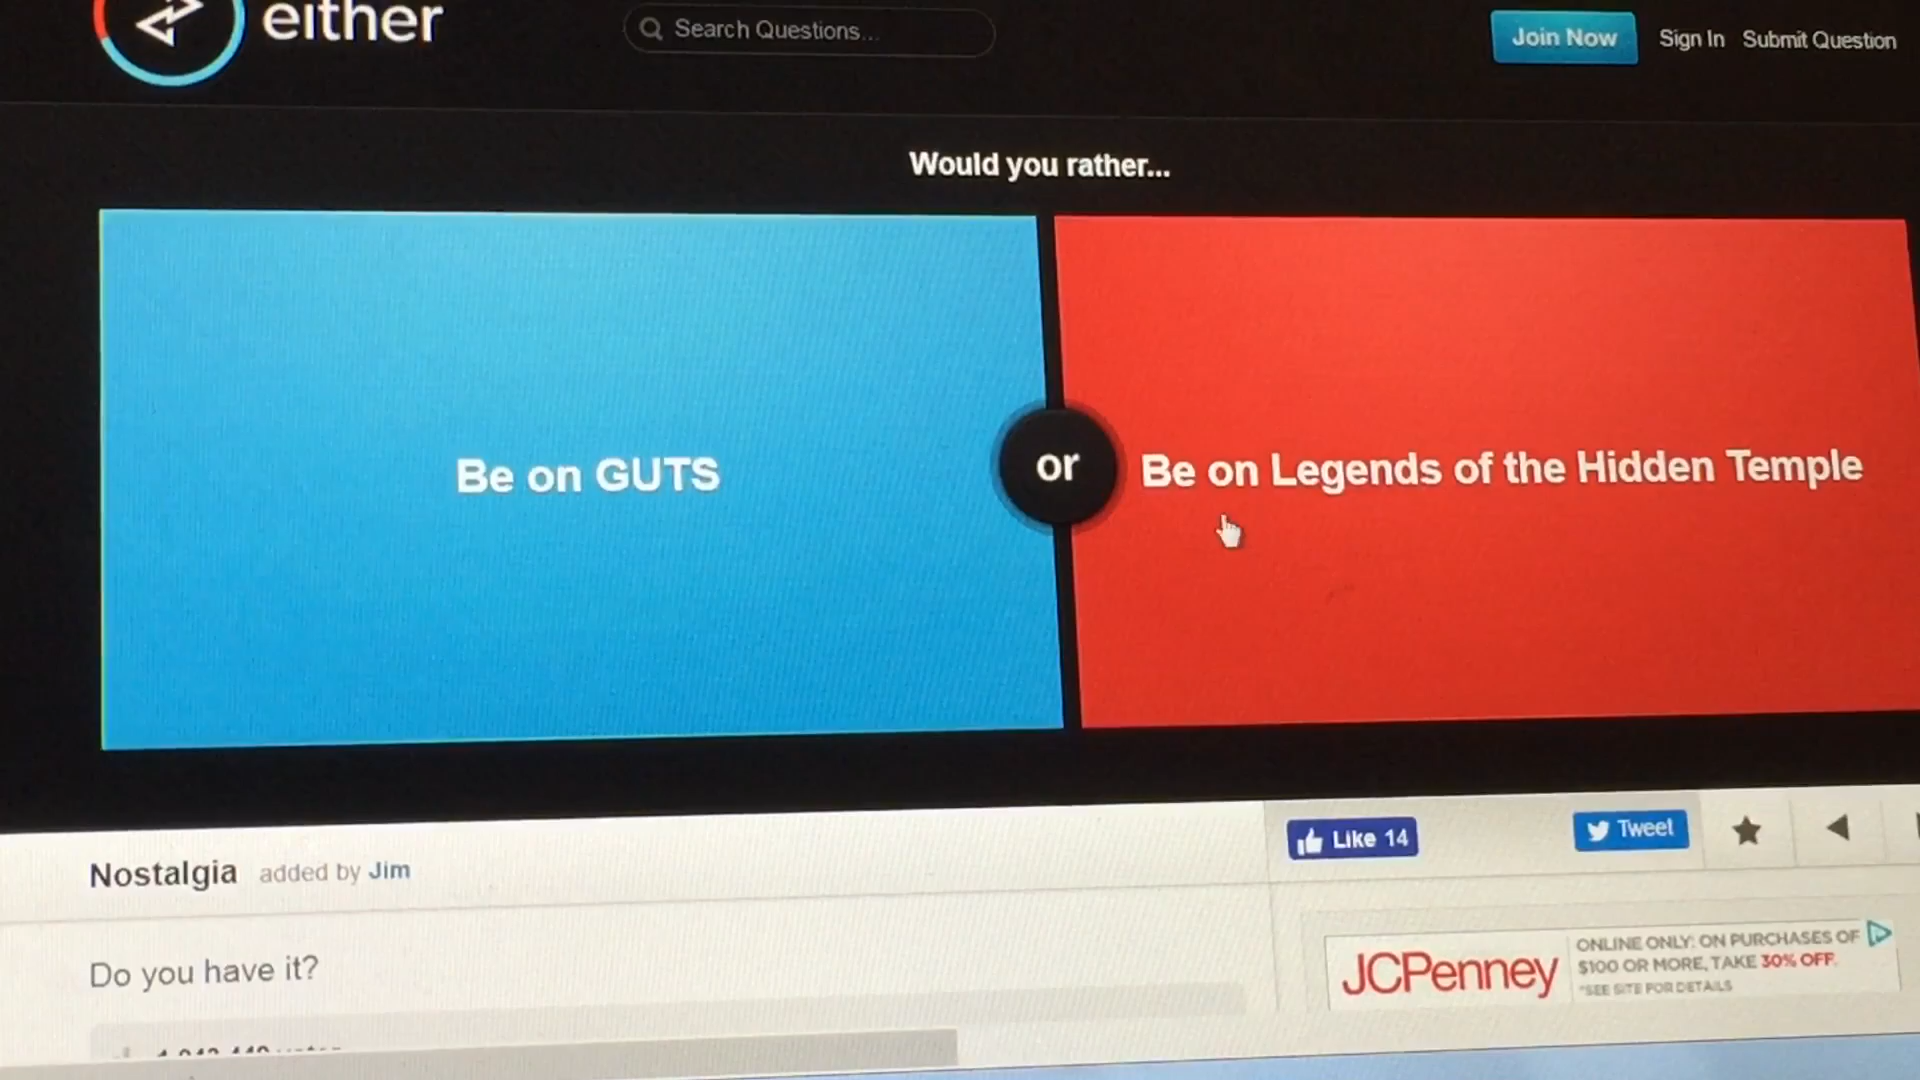 either
Search Questions...
Join Now
Sign In
Submit Question
Would you rather...
Be on GUTS
or
Be on Legends of the Hidden Temple
Nostalgia added by Jim
Like 14
Tweet
Do you have it?
JCPenney
ONLINE ONLY: ON PURCHASES OF
$100 OR MORE, TAKE 30% OFF.
*SEE SITE FOR DETAILS